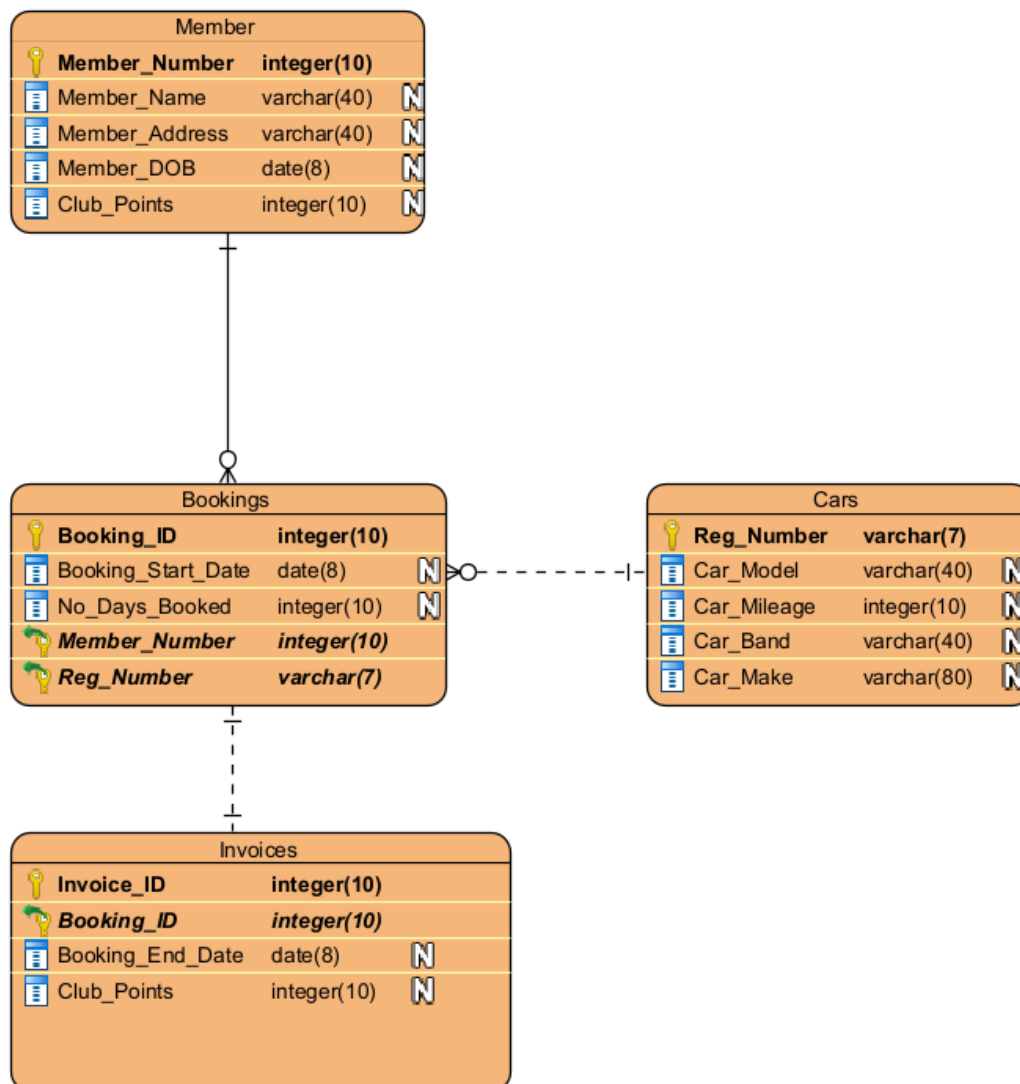 Member
Member_Number integer(10)
Member_Name varchar(40) N
Member_Address varchar(40) N
Member_DOB date(8) N
Club_Points integer(10) N
Bookings
Booking_ID integer(10)
Booking_Start_Date date(8) N
No_Days_Booked integer(10) N
Member_Number integer(10)
Reg_Number varchar(7)
Cars
Reg_Number varchar(7)
Car_Model varchar(40) N
Car_Mileage integer(10) N
Car_Band varchar(40) N
Car_Make varchar(80) N
Invoices
Invoice_ID integer(10)
Booking_ID integer(10)
Booking_End_Date date(8) N
Club_Points integer(10) N